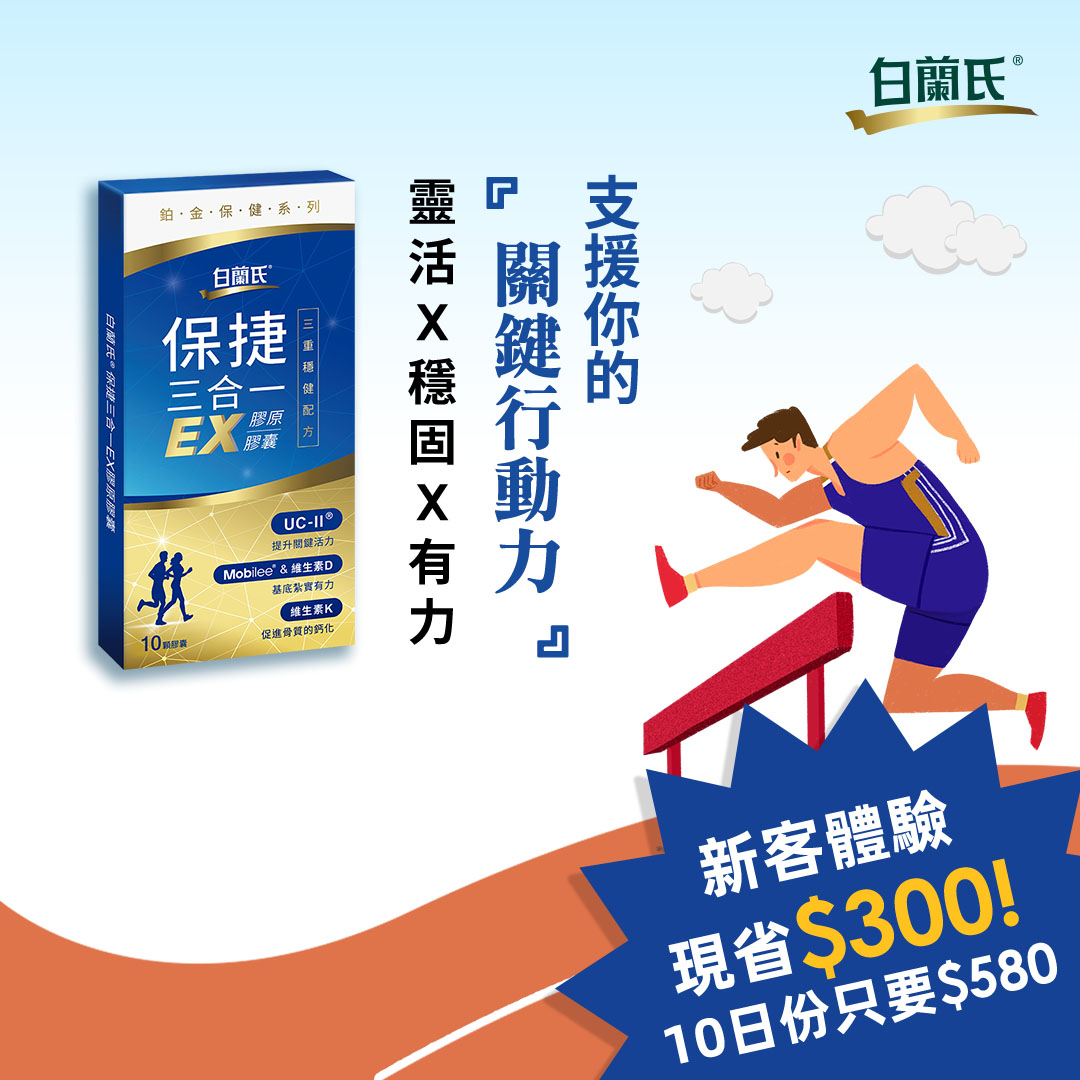 白蘭氏®
支援你的
『關鍵行動力』
靈活X穩固X有力
鉑·金·保·健·系·列
白蘭氏®
保捷
三合一
EX膠原膠囊
三重穩健配方
UC-II®
提升關鍵活力
Mobilee® & 維生素D
基底紮實有力
維生素K
促進骨質的鈣化
10顆膠囊
白蘭氏® 保捷三合一EX膠原膠囊
新客體驗
現省$300!
10日份只要$580